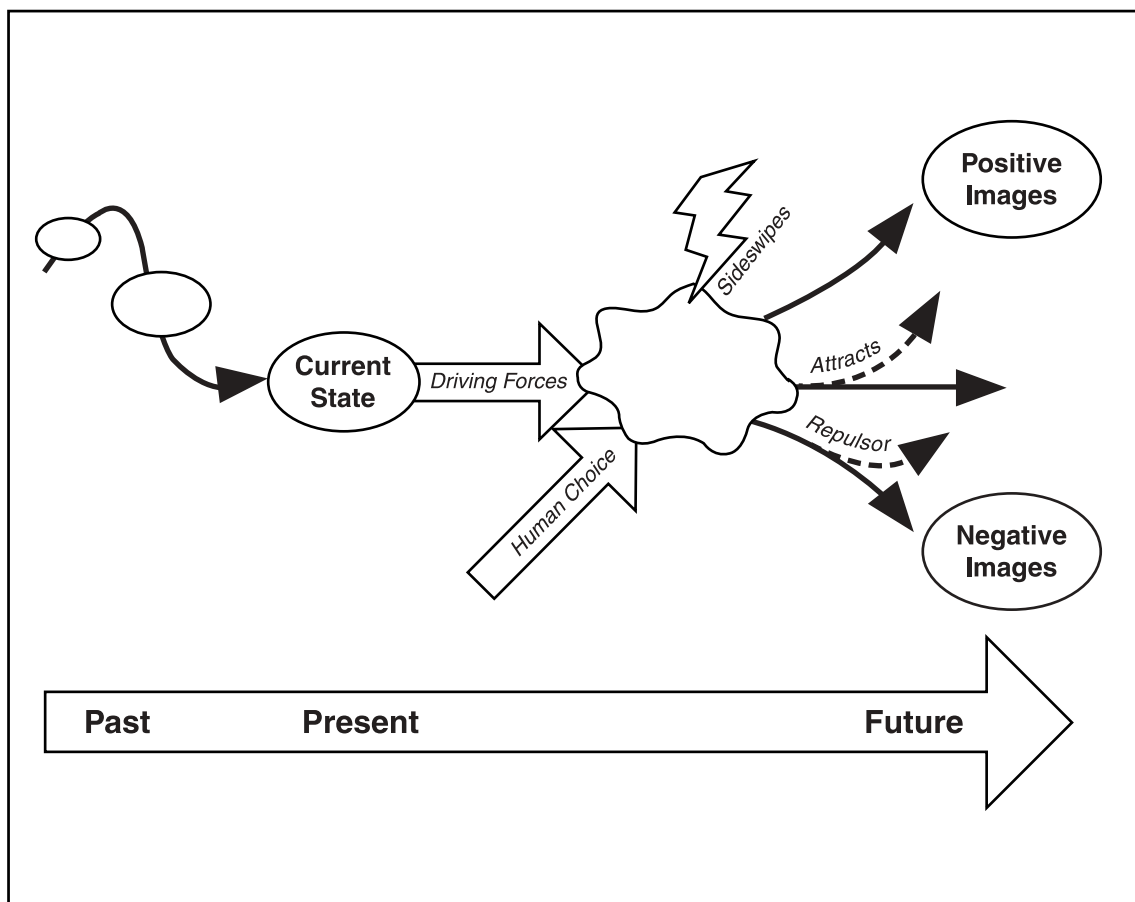 Positive
Images
Sideswipes
Current
State
Driving Forces
Attracts
Repulsor
Human Choice
Negative
Images
Past
Present
Future